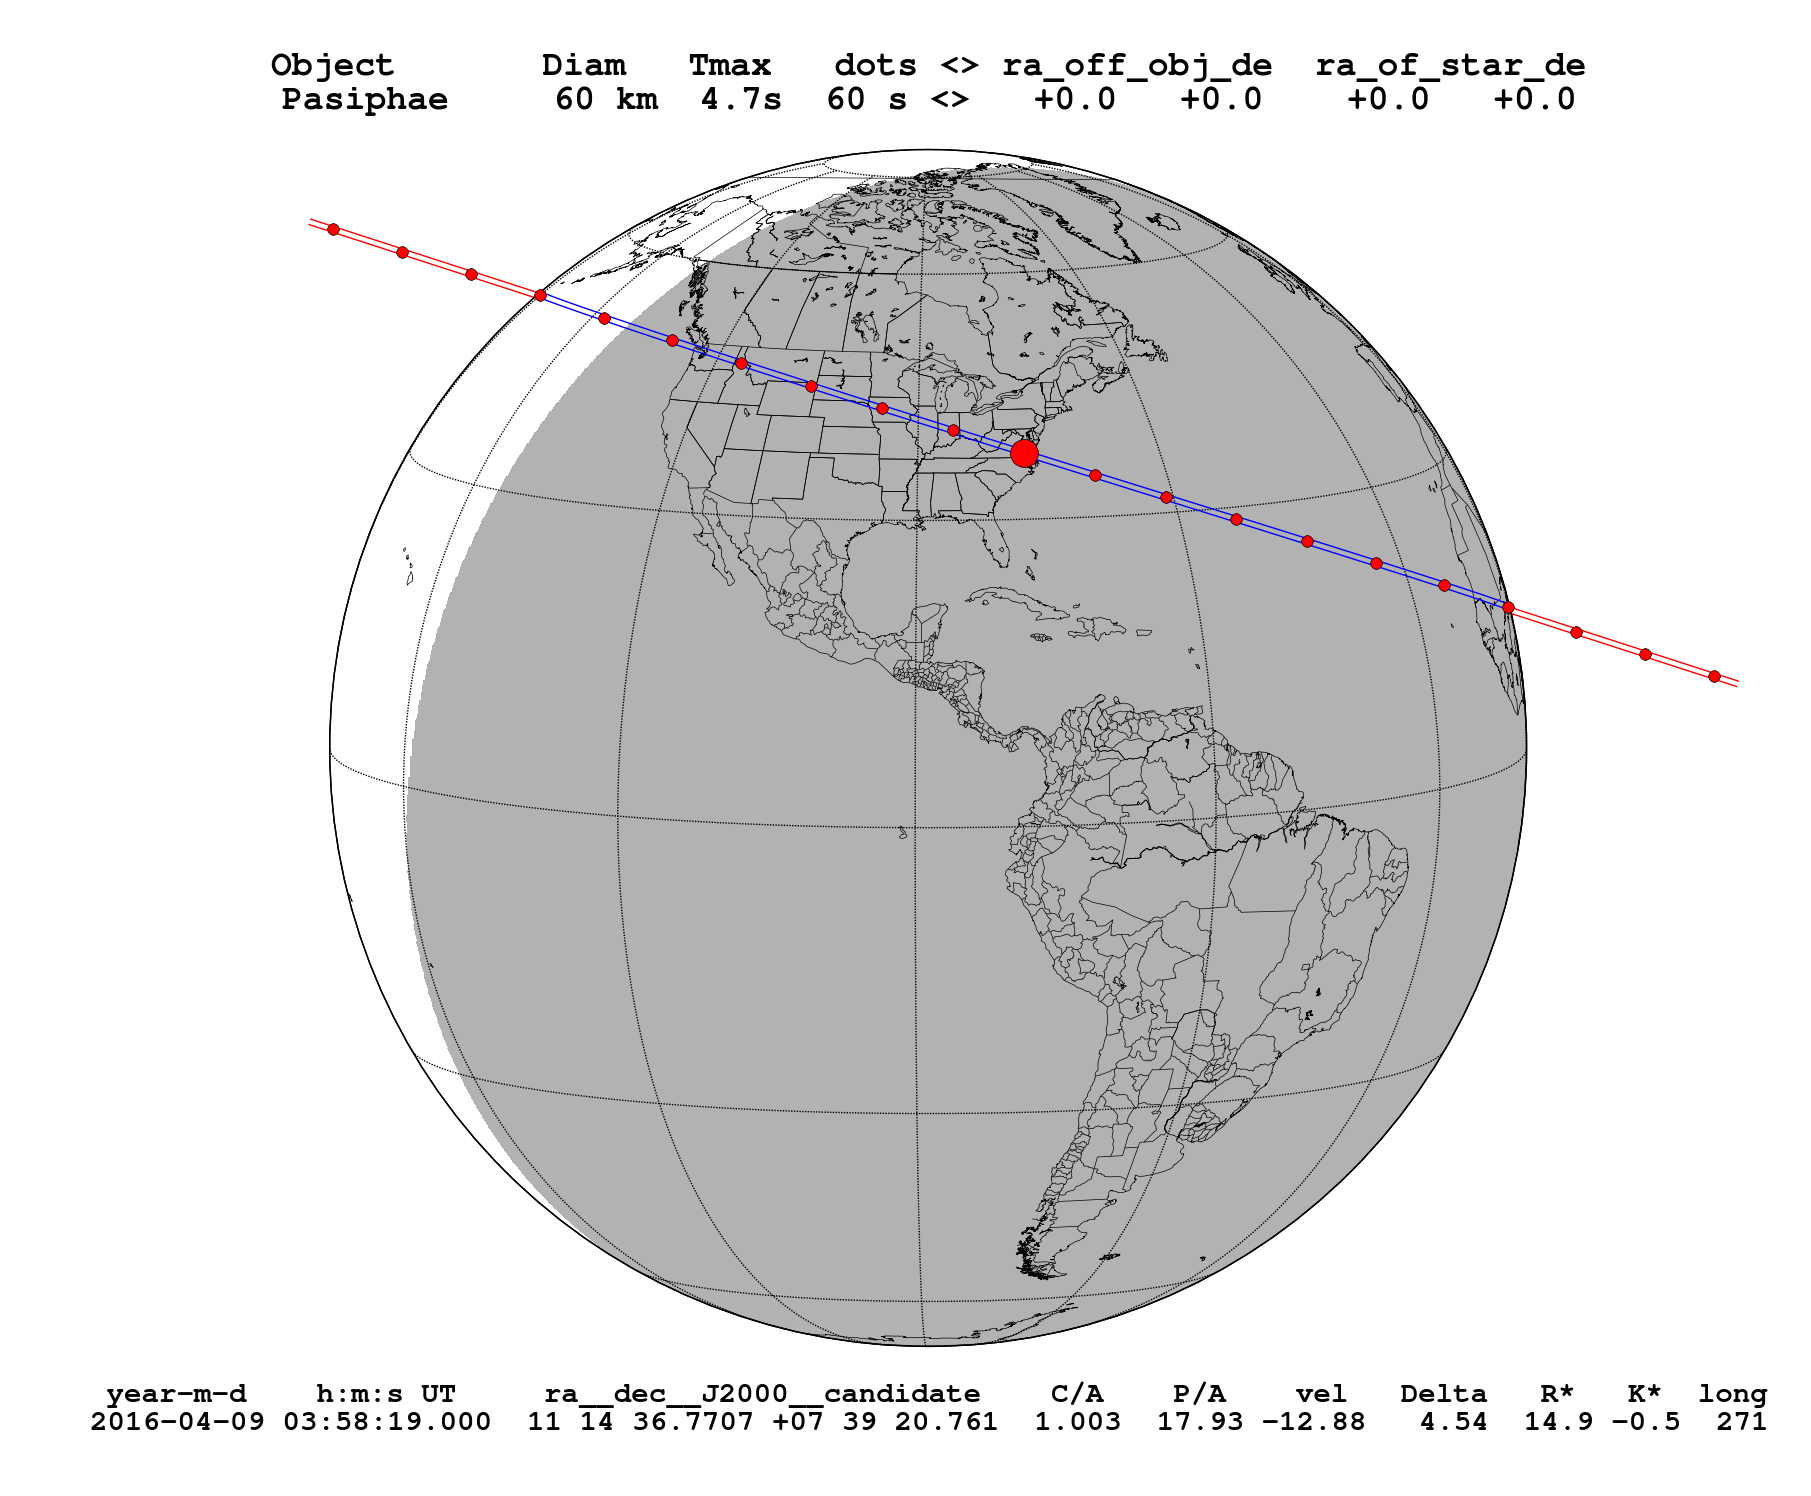 Object Diam Tmax dots <> ra_off_obj_de ra_of_star_de
Pasiphae 60 km 4.7s 60 s <> +0.0 +0.0 +0.0 +0.0
year-m-d h:m:s UT ra__dec__J2000__candidate C/A P/A vel Delta R* K* long
2016-04-09 03:58:19.000 11 14 36.7707 +07 39 20.761 1.003 17.93 -12.88 4.54 14.9 -0.5 271